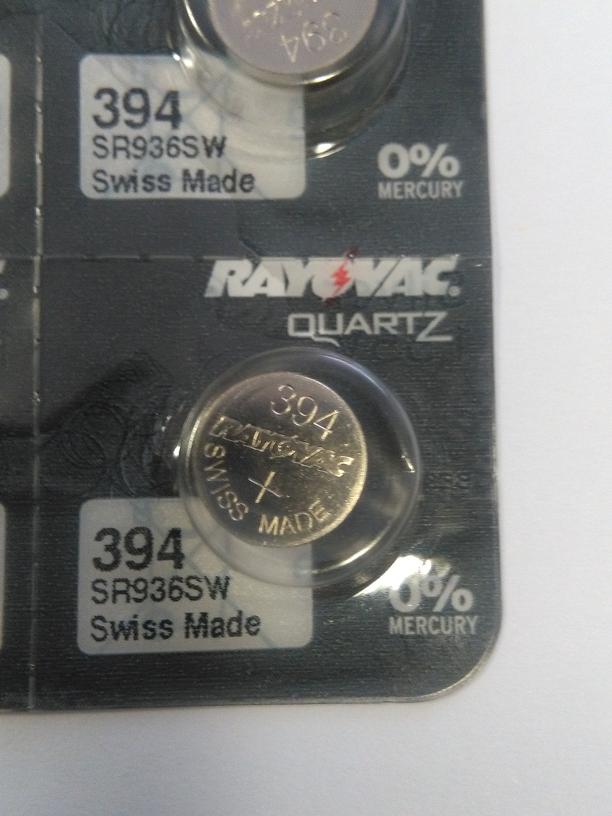 394
394
SR936SW
Swiss Made
0%
MERCURY
RAYOVAC.
QUARTZ
394
RAYOVAC
+
SWISS MADE
394
SR936SW
Swiss Made
0%
MERCURY